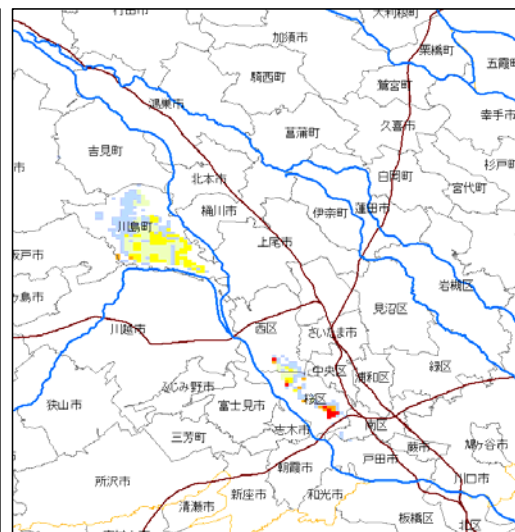 行田市
加須市
大利根町
栗橋町
五霞町
騎西町
鷲宮町
鴻巣市
幸手市
菖蒲町
久喜市
吉見町
杉戸町
白岡町
北本市
宮代町
桶川市
伊奈町
蓮田市
川島町
上尾市
坂戸市
岩槻区
見沼区
ヶ島市
川越市
西区
さいたま市
緑区
中央区
浦和区
ふじみ野市
桜区
狭山市
富士見市
南区
志木市
三芳町
蕨市
鳩ヶ谷市
戸田市
朝霞市
川口市
所沢市
新座市
和光市
清瀬市
板橋区
北区